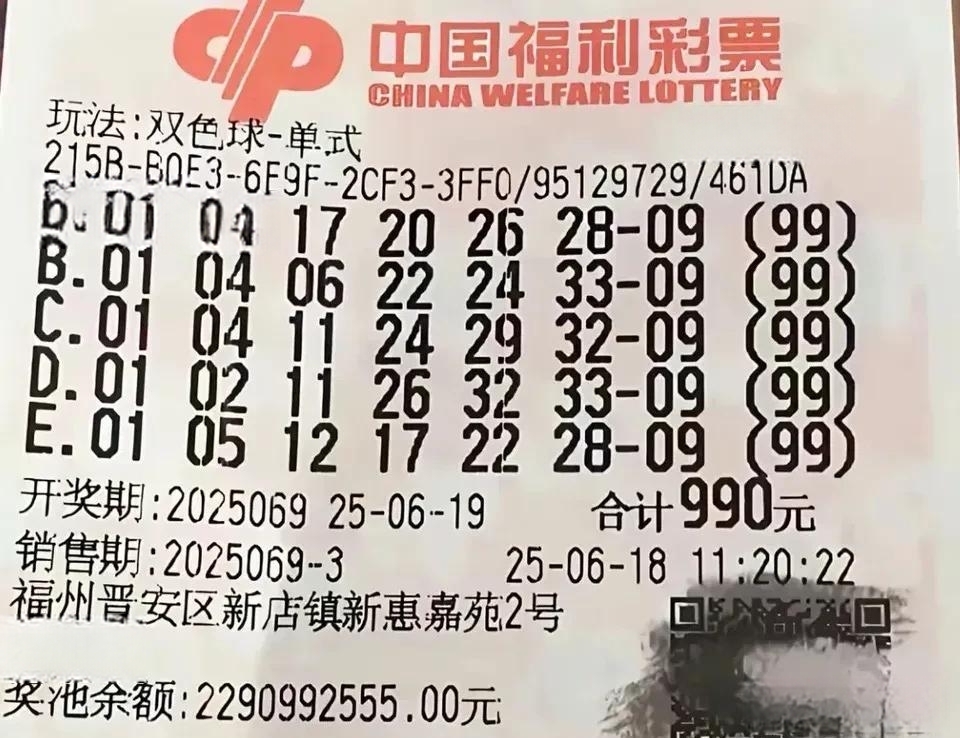 中国福利彩票
CHINA WELFARE LOTTERY
玩法:双色球-单式
215B-B0E3-6F9F-2CF3-3FF0/95129729/461DA
01 04 17 20 26 28-09 (99)
B.01 04 06 22 24 33-09 (99)
C.01 04 11 24 29 32-09 (99)
D.01 02 11 26 32 33-09 (99)
E.01 05 12 17 22 28-09 (99)
开奖期:2025069 25-06-19 合计990元
销售期:2025069-3 25-06-18 11:20:22
福州晋安区新店镇新惠嘉苑2号
奖池余额:2290992555.00元